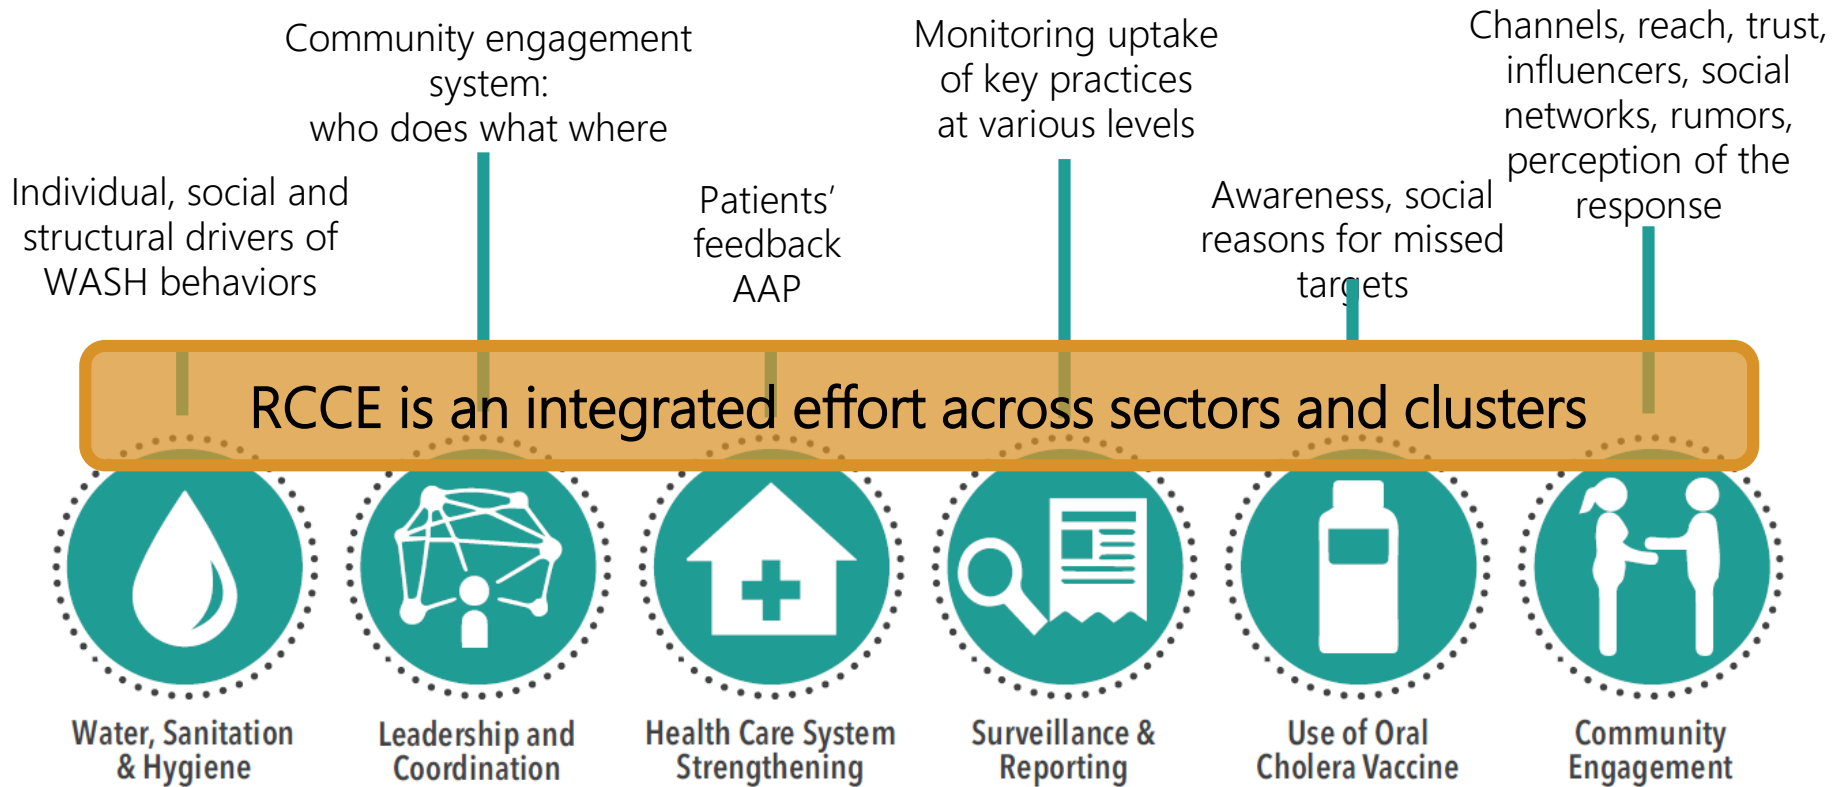 Community engagement
system:
who does what where
Monitoring uptake
of key practices
at various levels
Channels, reach, trust,
influencers, social
networks, rumors,
perception of the
response
Individual, social and
structural drivers of
WASH behaviors
Patients’
feedback
AAP
Awareness, social
reasons for missed
targets
RCCE is an integrated effort across sectors and clusters
Water, Sanitation
& Hygiene
Leadership and
Coordination
Health Care System
Strengthening
Surveillance &
Reporting
Use of Oral
Cholera Vaccine
Community
Engagement